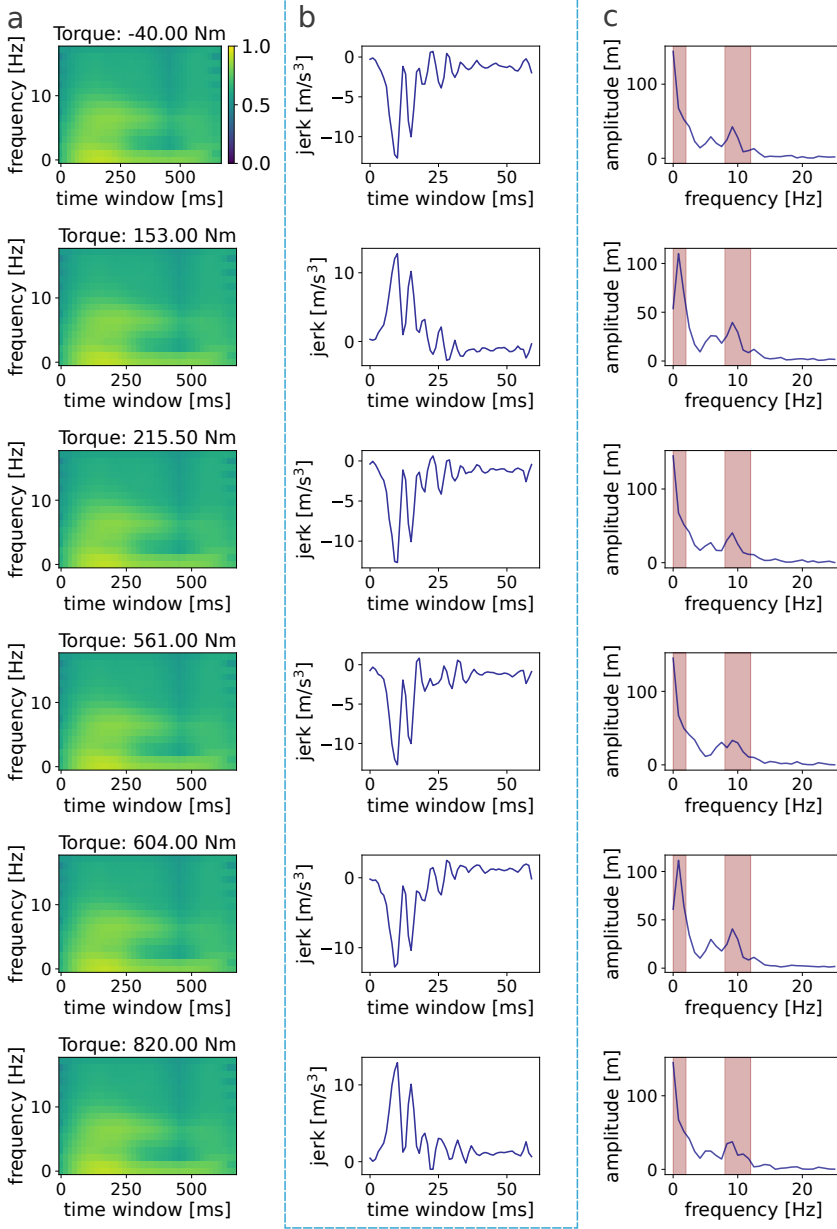 a
b
c
Torque: -40.00 Nm
frequency [Hz]
10
0
0
250
500
time window [ms]
1.0
0.5
0.0
jerk [m/s³]
0
−5
−10
0
25
50
time window [ms]
amplitude [m]
100
0
0
10
20
frequency [Hz]
Torque: 153.00 Nm
frequency [Hz]
10
0
0
250
500
time window [ms]
jerk [m/s³]
10
0
0
25
50
time window [ms]
amplitude [m]
100
50
0
0
10
20
frequency [Hz]
Torque: 215.50 Nm
frequency [Hz]
10
0
0
250
500
time window [ms]
jerk [m/s³]
0
−5
−10
0
25
50
time window [ms]
amplitude [m]
100
0
0
10
20
frequency [Hz]
Torque: 561.00 Nm
frequency [Hz]
10
0
0
250
500
time window [ms]
jerk [m/s³]
0
−5
−10
0
25
50
time window [ms]
amplitude [m]
100
0
0
10
20
frequency [Hz]
Torque: 604.00 Nm
frequency [Hz]
10
0
0
250
500
time window [ms]
jerk [m/s³]
0
−10
0
25
50
time window [ms]
amplitude [m]
100
50
0
0
10
20
frequency [Hz]
Torque: 820.00 Nm
frequency [Hz]
10
0
0
250
500
time window [ms]
jerk [m/s³]
10
0
0
25
50
time window [ms]
amplitude [m]
100
0
0
10
20
frequency [Hz]